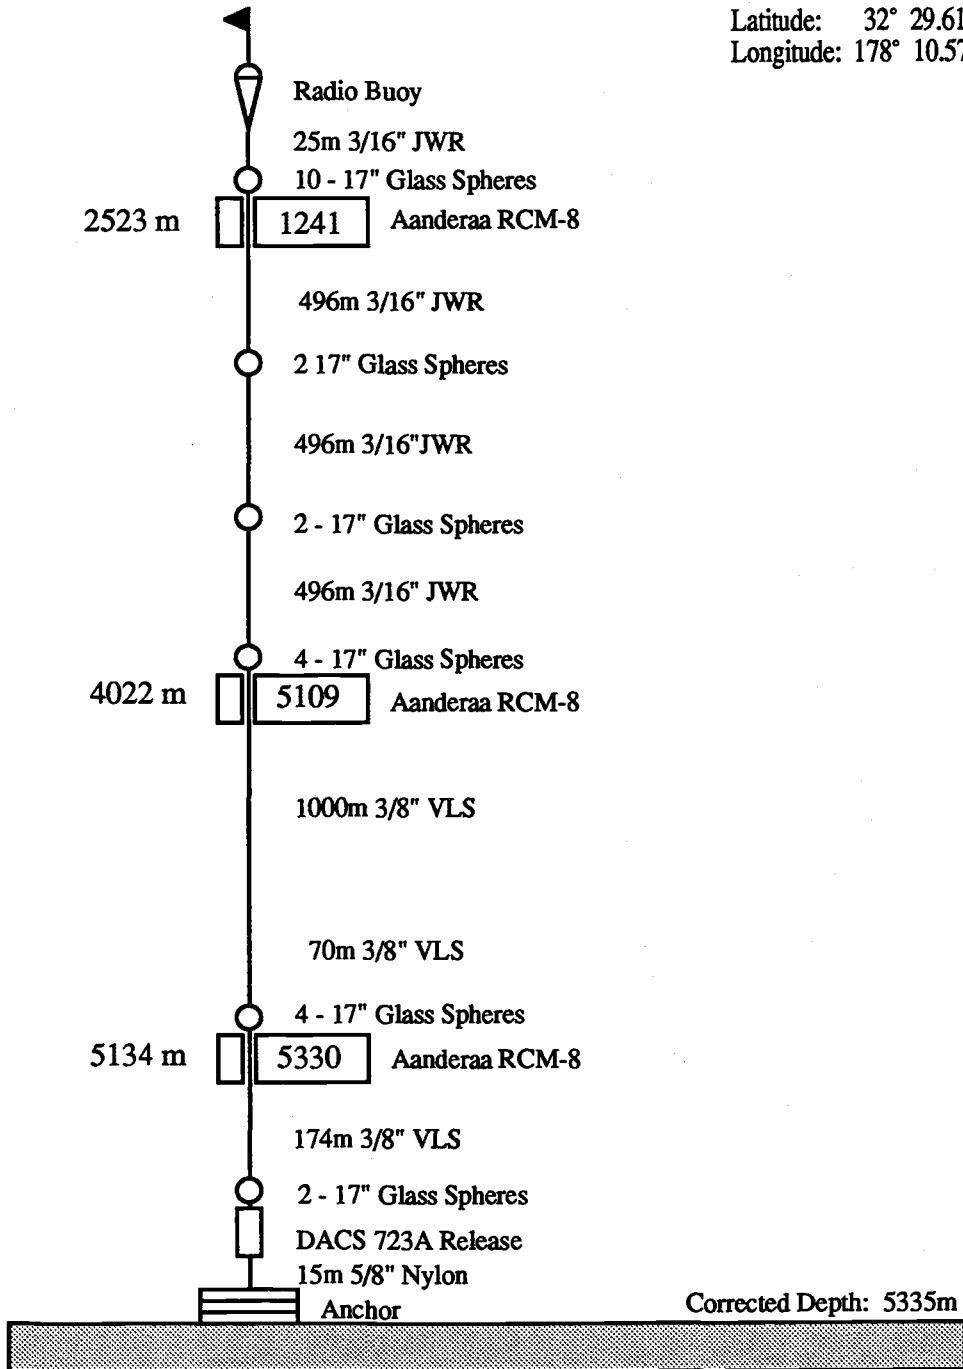 Latitude: 32° 29.61
Longitude: 178° 10.57
Radio Buoy
25m 3/16" JWR
10 - 17" Glass Spheres
2523 m 1241 Aanderaa RCM-8
496m 3/16" JWR
2 17" Glass Spheres
496m 3/16"JWR
2 - 17" Glass Spheres
496m 3/16" JWR
4 - 17" Glass Spheres
4022 m 5109 Aanderaa RCM-8
1000m 3/8" VLS
70m 3/8" VLS
4 - 17" Glass Spheres
5134 m 5330 Aanderaa RCM-8
174m 3/8" VLS
2 - 17" Glass Spheres
DACS 723A Release
15m 5/8" Nylon
Anchor
Corrected Depth: 5335m